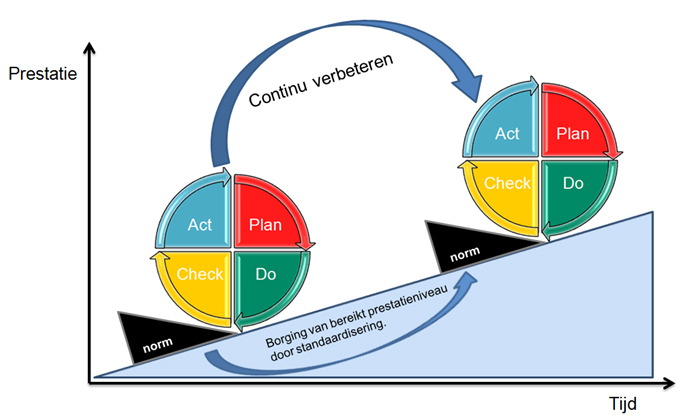 Prestatie
Continu verbeteren
Act
Plan
Check
Do
Act
Plan
Check
Do
norm
norm
Borging van bereikt prestatieniveau
door standaardisering.
Tijd